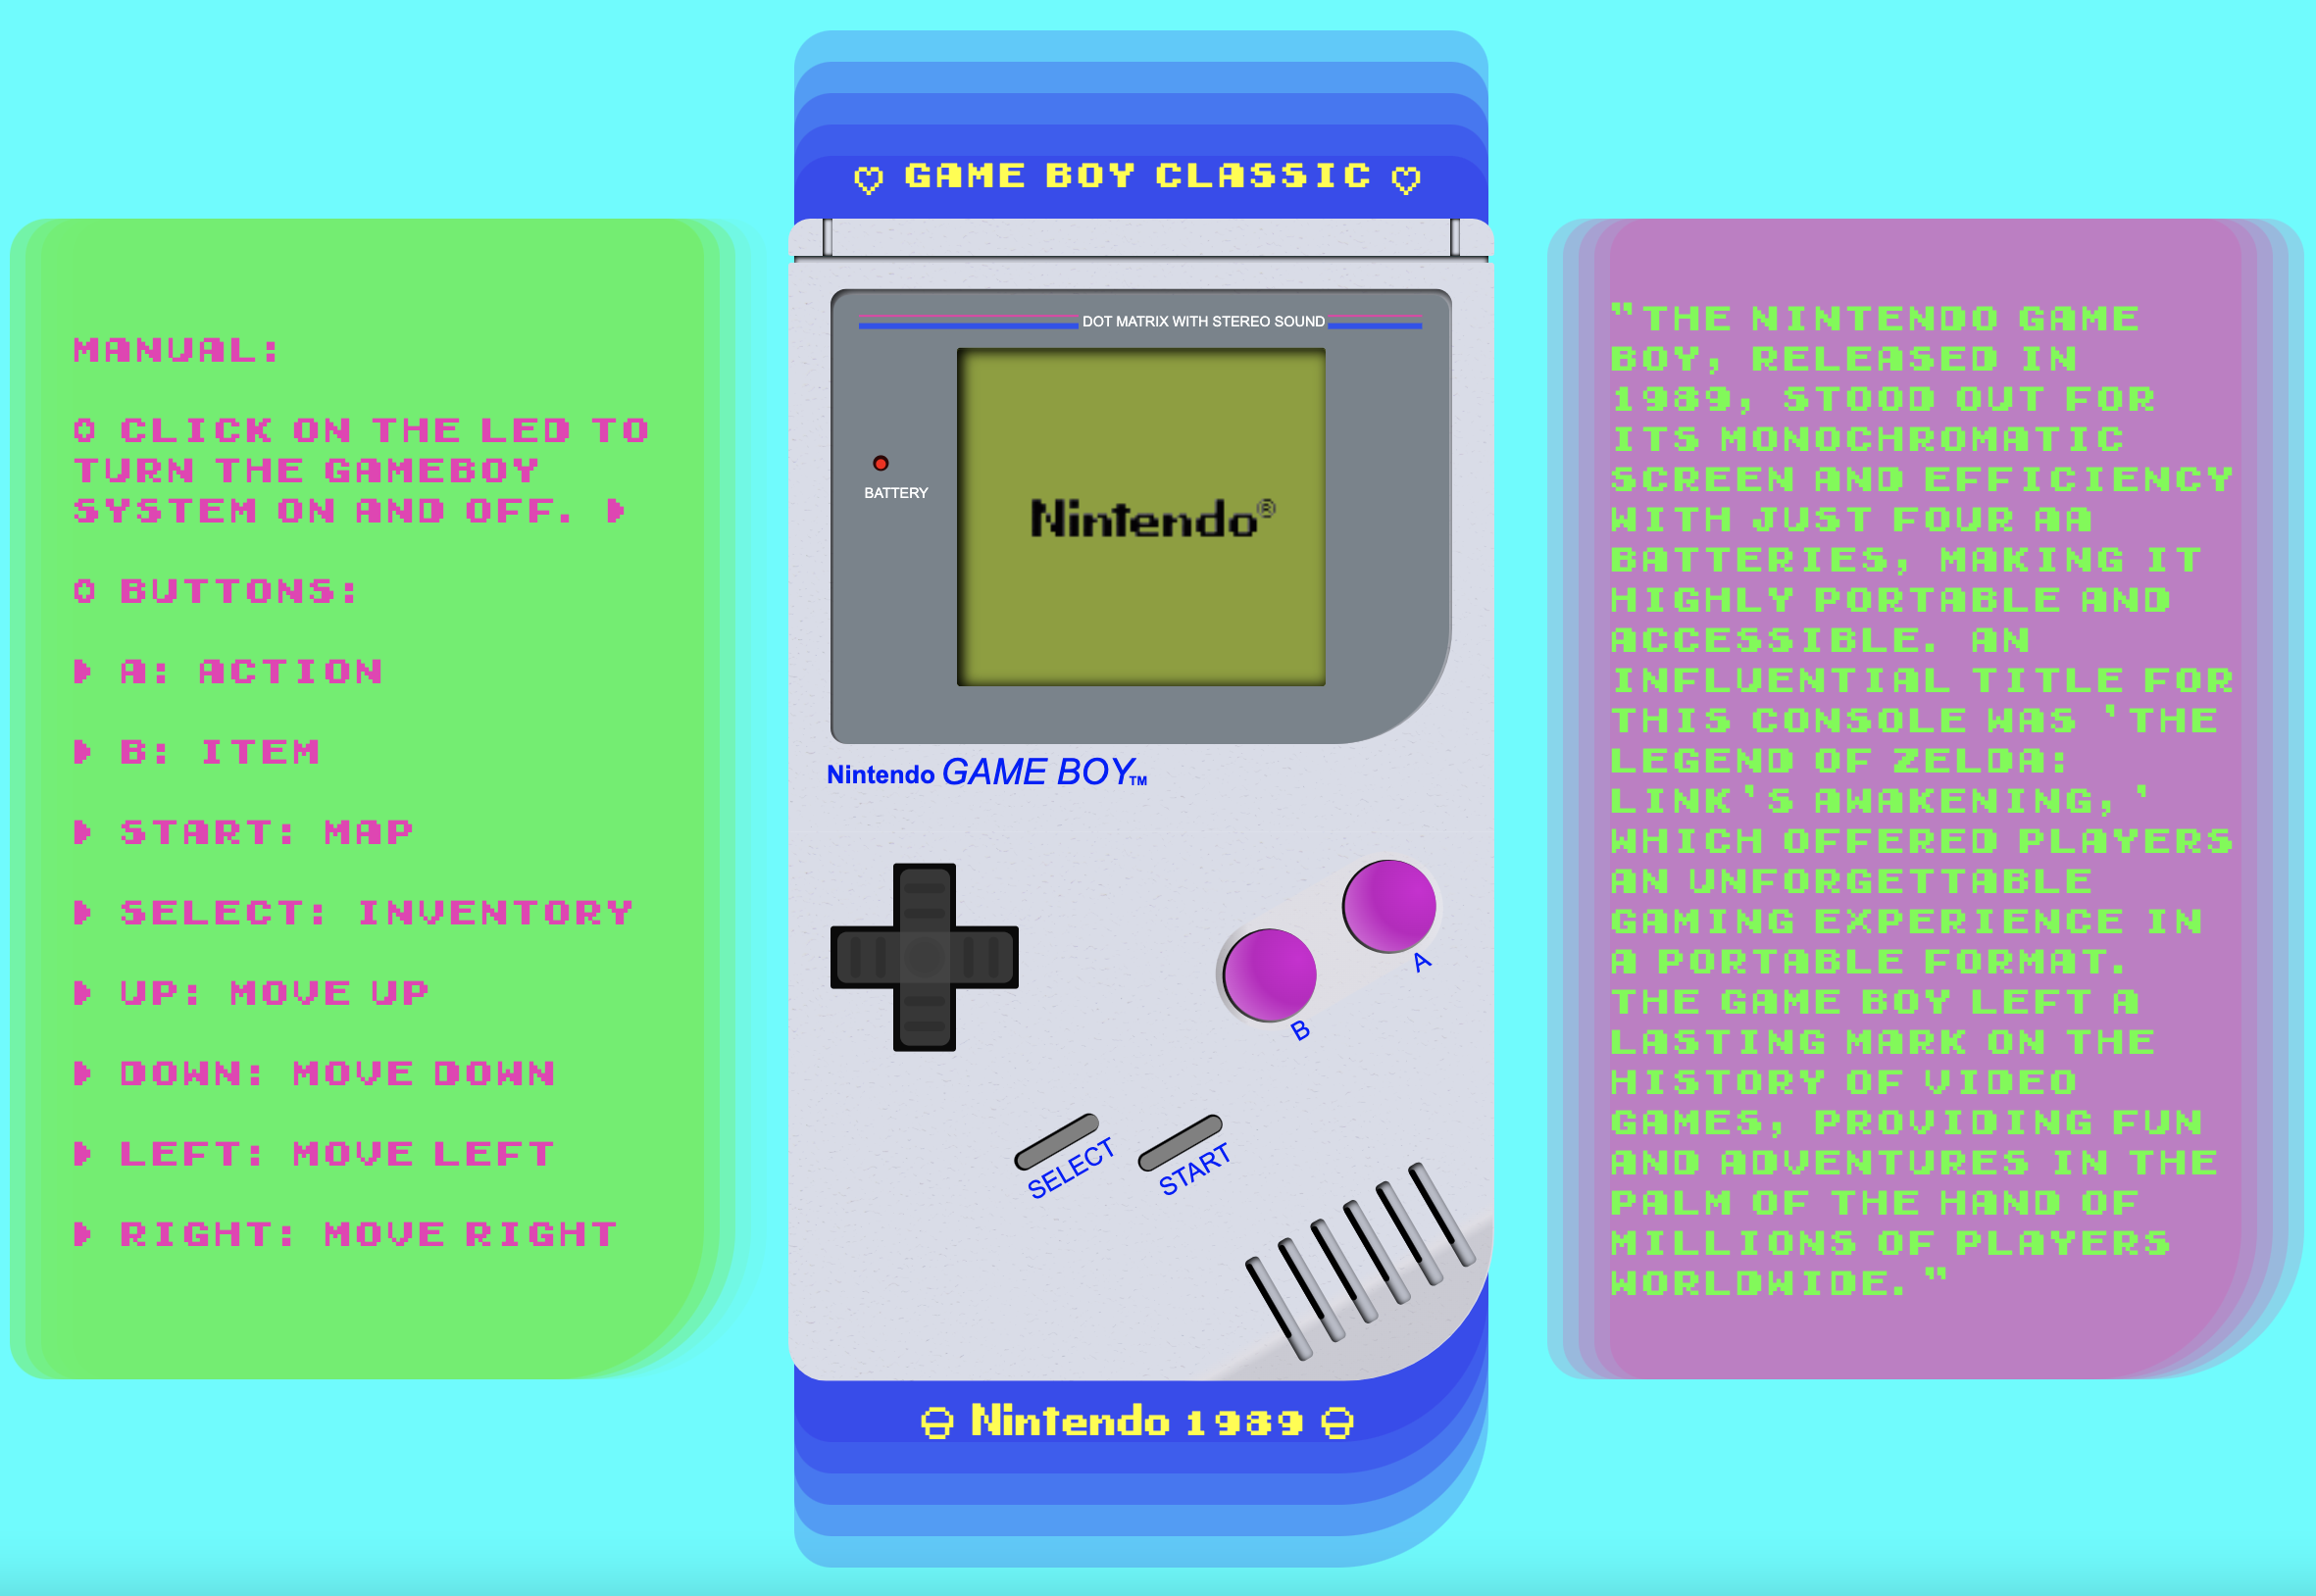 ♡ GAME BOY CLASSIC ♡
MANUAL:
O CLICK ON THE LED TO
TURN THE GAMEBOY
SYSTEM ON AND OFF. ▶
O BUTTONS:
▶ A: ACTION
▶ B: ITEM
▶ START: MAP
▶ SELECT: INVENTORY
▶ UP: MOVE UP
▶ DOWN: MOVE DOWN
▶ LEFT: MOVE LEFT
▶ RIGHT: MOVE RIGHT
DOT MATRIX WITH STEREO SOUND
BATTERY
Nintendo®
Nintendo GAME BOY™
A
B
SELECT
START
Nintendo 1989
"THE NINTENDO GAME
BOY, RELEASED IN
1989, STOOD OUT FOR
ITS MONOCHROMATIC
SCREEN AND EFFICIENCY
WITH JUST FOUR AA
BATTERIES, MAKING IT
HIGHLY PORTABLE AND
ACCESSIBLE. AN
INFLUENTIAL TITLE FOR
THIS CONSOLE WAS 'THE
LEGEND OF ZELDA:
LINK'S AWAKENING,'
WHICH OFFERED PLAYERS
AN UNFORGETTABLE
GAMING EXPERIENCE IN
A PORTABLE FORMAT.
THE GAME BOY LEFT A
LASTING MARK ON THE
HISTORY OF VIDEO
GAMES, PROVIDING FUN
AND ADVENTURES IN THE
PALM OF THE HAND OF
MILLIONS OF PLAYERS
WORLDWIDE."